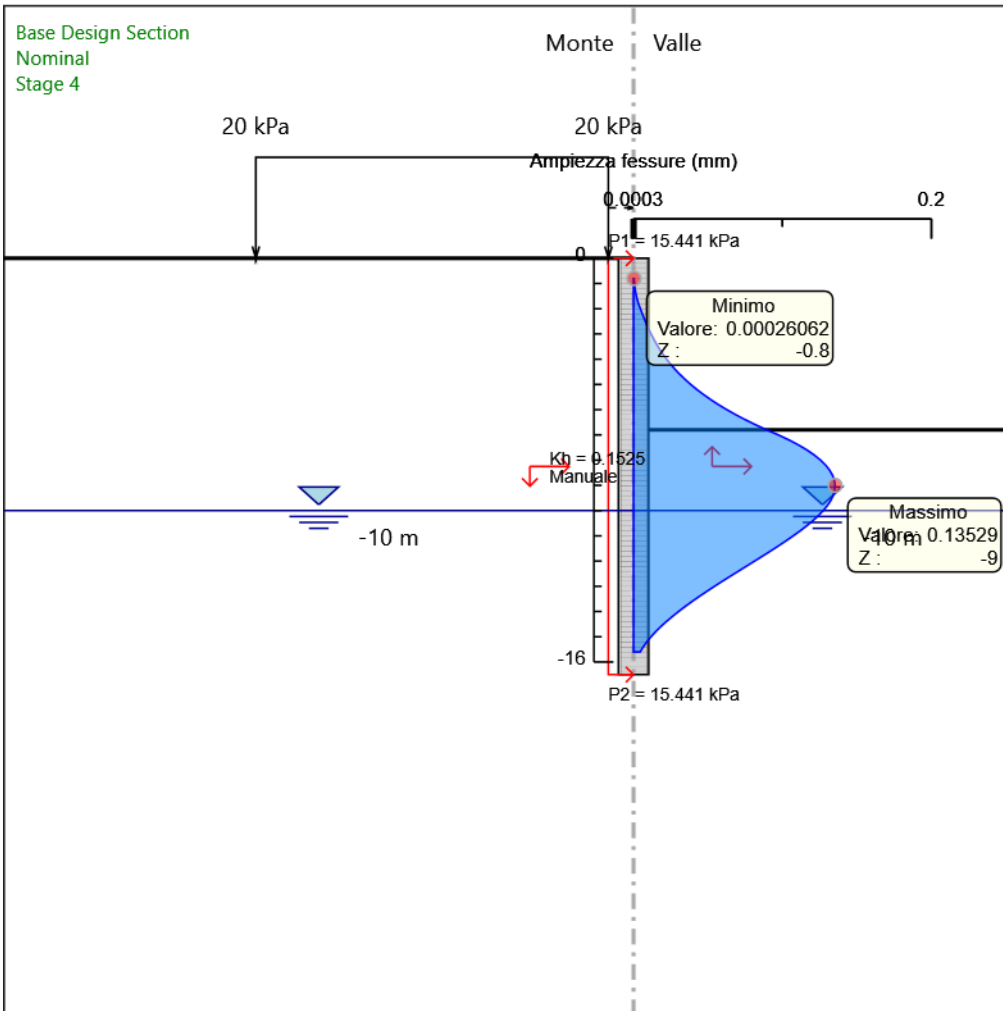 Base Design Section
Nominal
Stage 4
Monte
Valle
20 kPa
20 kPa
Ampiezza fessure (mm)
0.0003
0.2
P1 = 15.441 kPa
0
Minimo
Valore: 0.00026062
Z : -0.8
Kh = 0.1525
Manuale
-10 m
Massimo
Valore: 0.13529
-10 m
Z : -9
-16
P2 = 15.441 kPa